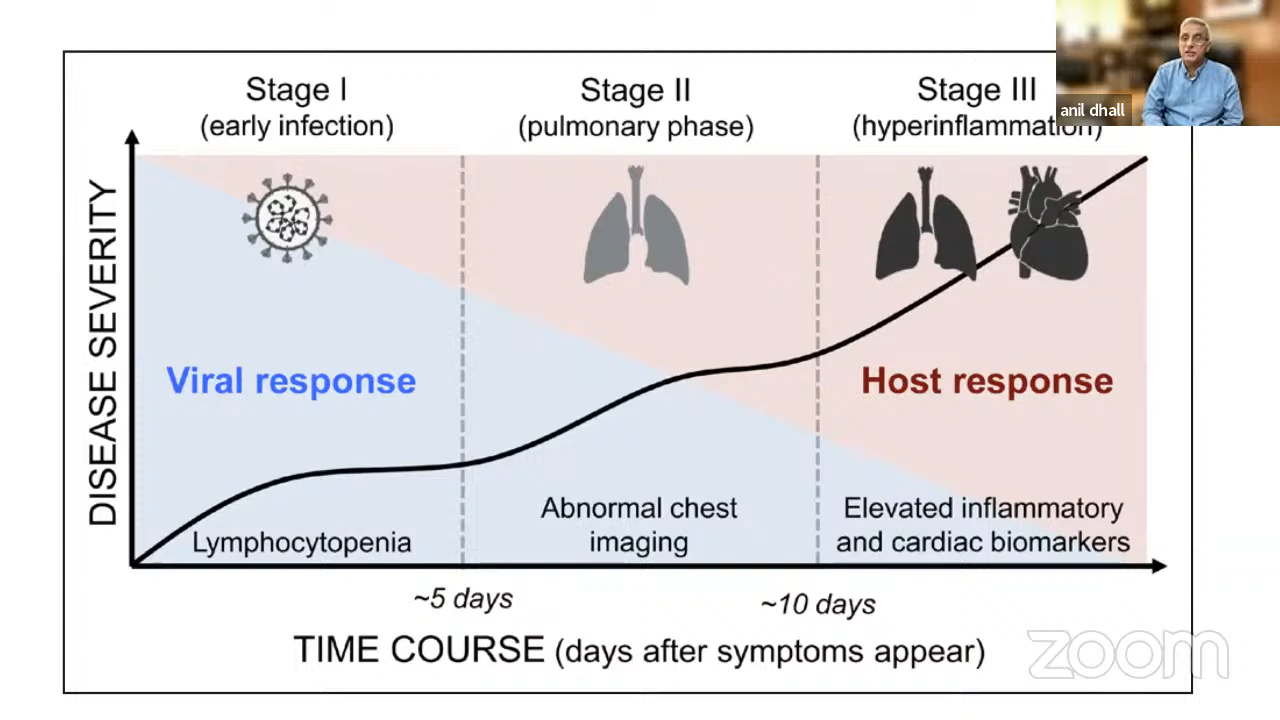 Stage I
(early infection)
Stage II
(pulmonary phase)
Stage III
(hyperinflammation)
anil dhall
DISEASE SEVERITY
Viral response
Host response
Lymphocytopenia
Abnormal chest
imaging
Elevated inflammatory
and cardiac biomarkers
~5 days
~10 days
TIME COURSE (days after symptoms appear)
zoom